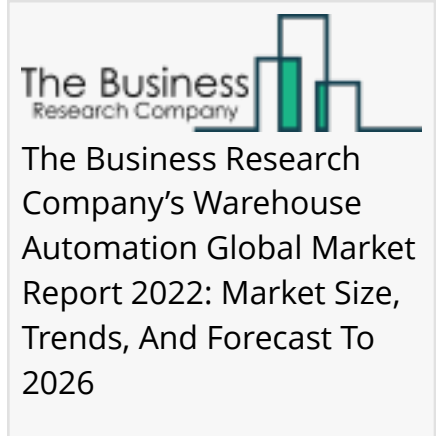 The Business
Research Company
The Business Research
Company’s Warehouse
Automation Global Market
Report 2022: Market Size,
Trends, And Forecast To
2026